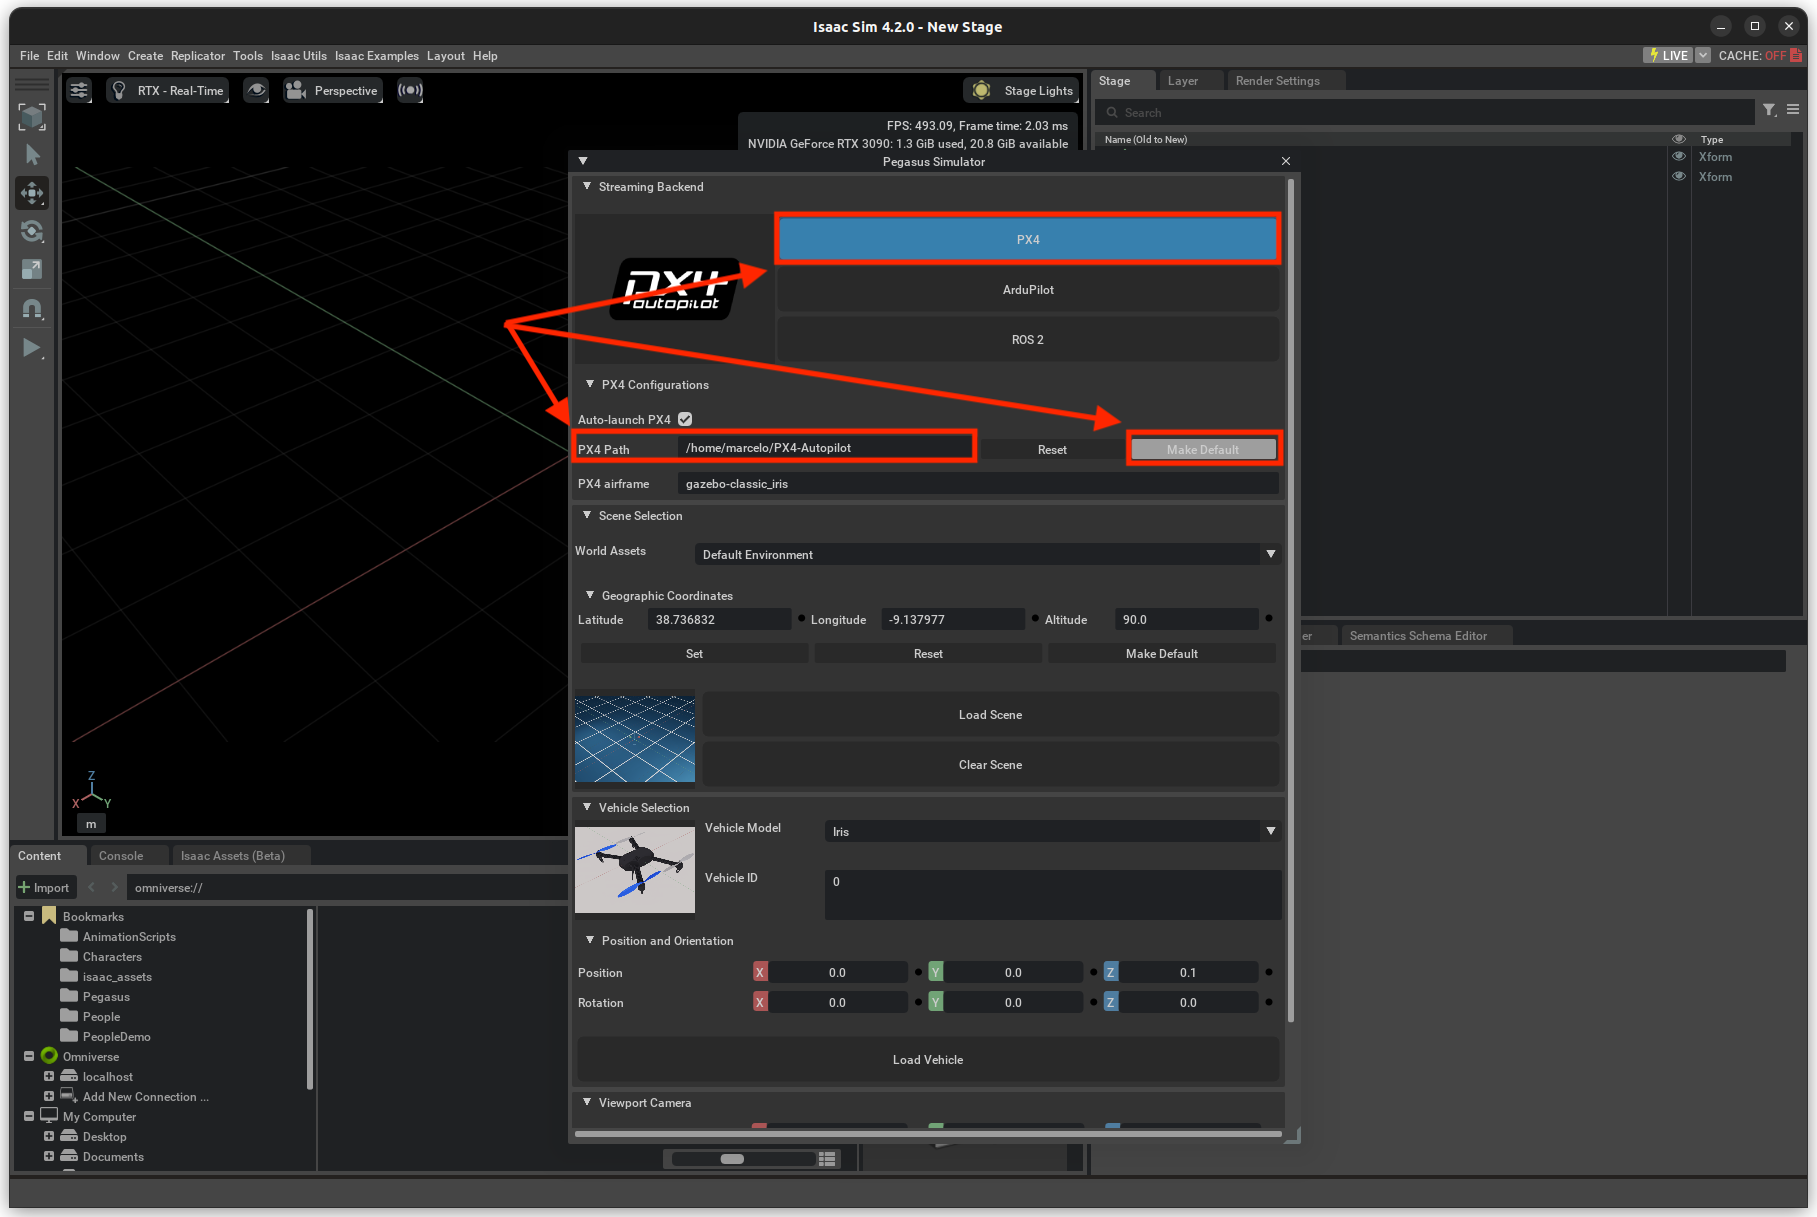 Isaac Sim 4.2.0 - New Stage
File Edit Window Create Replicator Tools Isaac Utils Isaac Examples Layout Help
LIVE CACHE: OFF
RTX - Real-Time
Perspective
Stage Lights
FPS: 493.09, Frame time: 2.03 ms
NVIDIA GeForce RTX 3090: 1.3 GiB used, 20.8 GiB available
Stage Layer Render Settings
Search
Name (Old to New) Type
Xform
Xform
Pegasus Simulator
Streaming Backend
PX4 autopilot
PX4
ArduPilot
ROS 2
PX4 Configurations
Auto-launch PX4
PX4 Path /home/marcelo/PX4-Autopilot Reset Make Default
PX4 airframe gazebo-classic_iris
Scene Selection
World Assets Default Environment
Geographic Coordinates
Latitude 38.736832 Longitude -9.137977 Altitude 90.0
Set Reset Make Default
Load Scene
Clear Scene
Vehicle Selection
Vehicle Model Iris
Vehicle ID 0
Position and Orientation
Position X 0.0 Y 0.0 Z 0.1
Rotation X 0.0 Y 0.0 Z 0.0
Load Vehicle
Viewport Camera
er Semantics Schema Editor
Z
X Y
m
Content Console Isaac Assets (Beta)
Import omniverse://
Bookmarks
AnimationScripts
Characters
isaac_assets
Pegasus
People
PeopleDemo
Omniverse
localhost
Add New Connection ...
My Computer
Desktop
Documents